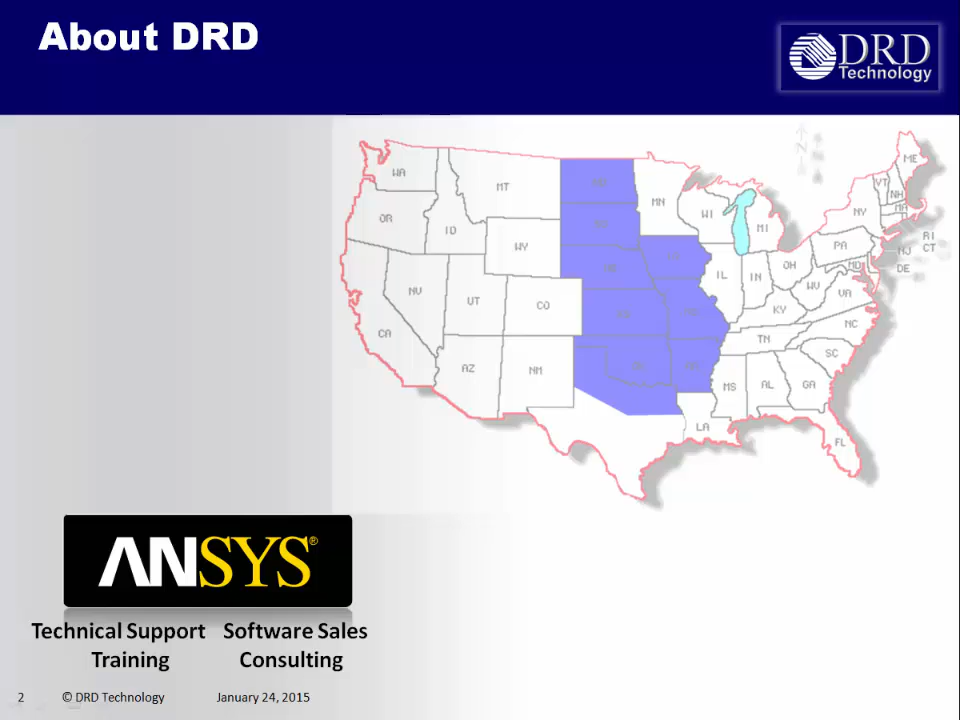 About DRD
DRD
Technology
WA
MT
ME
OR
ID
MN
VT
NH
MA
WY
WI
MI
NY
RI
CT
NV
UT
CO
IL
IN
OH
PA
NJ
MD
DE
WV
VA
CA
KY
NC
AZ
NM
TN
SC
MS
AL
GA
LA
FL
ANSYS®
Technical Support Software Sales
Training Consulting
2 © DRD Technology January 24, 2015